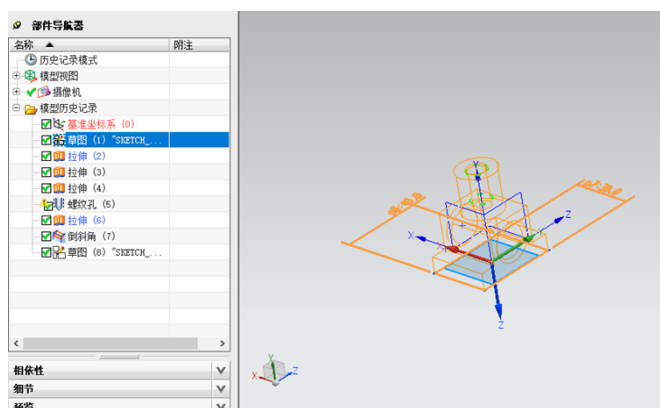 部件导航器
名称 附注
历史记录模式
模型视图
摄像机
模型历史记录
基准坐标系 (0)
草图 (1) "SKETCH_...
拉伸 (2)
拉伸 (3)
拉伸 (4)
螺纹孔 (5)
拉伸 (6)
倒斜角 (7)
草图 (8) "SKETCH_...
相依性
细节
预览
Y
Z
X
Z
Y
X
Z